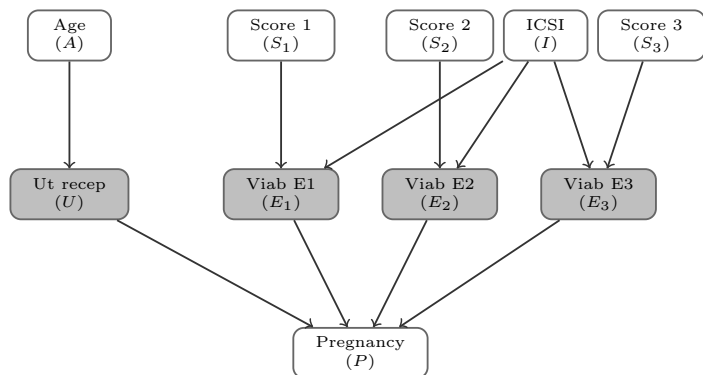 Age
(A)
Score 1
(S₁)
Score 2
(S₂)
ICSI
(I)
Score 3
(S₃)
Ut recep
(U)
Viab E1
(E₁)
Viab E2
(E₂)
Viab E3
(E₃)
Pregnancy
(P)